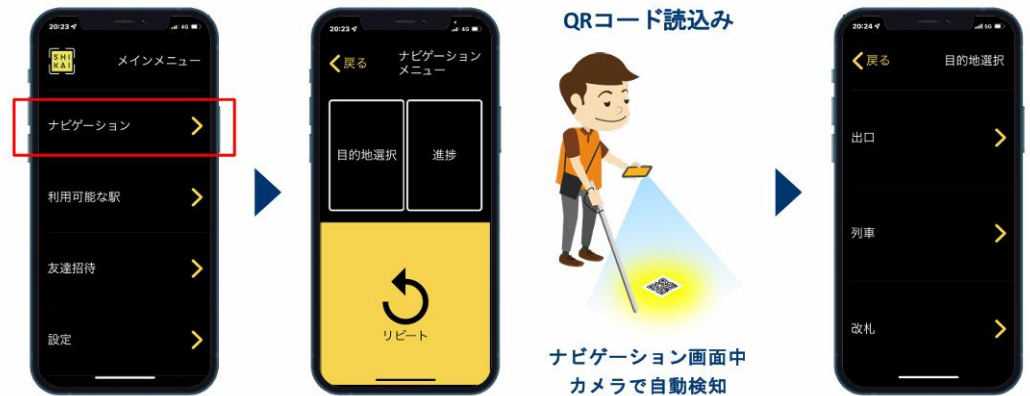 20:23
4G
SHI
KAI
メインメニュー
ナビゲーション
利用可能な駅
友達招待
設定
20:23
4G
戻る
ナビゲーション
メニュー
目的地選択
進捗
リピート
QRコード読込み
ナビゲーション画面中
カメラで自動検知
20:24
5G
戻る
目的地選択
出口
列車
改札